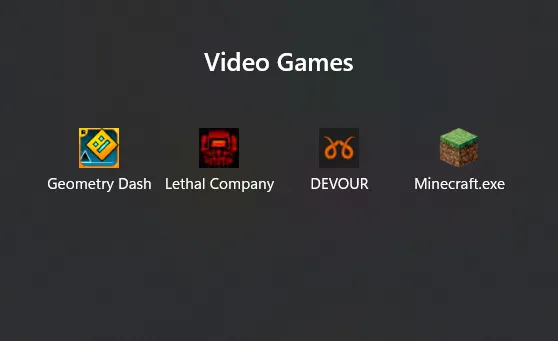 Video Games
Geometry Dash
Lethal Company
DEVOUR
Minecraft.exe